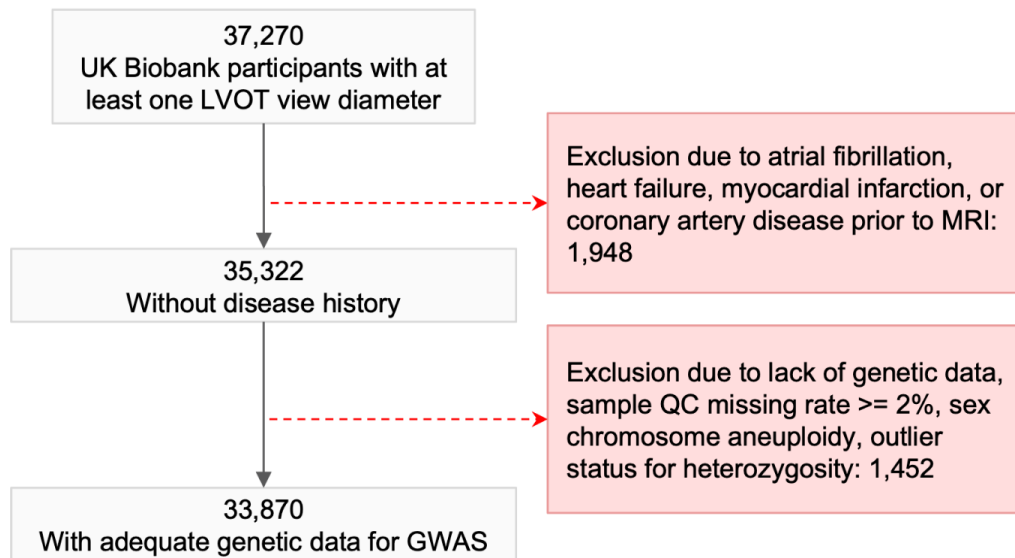 37,270
UK Biobank participants with at
least one LVOT view diameter
Exclusion due to atrial fibrillation,
heart failure, myocardial infarction, or
coronary artery disease prior to MRI:
1,948
35,322
Without disease history
Exclusion due to lack of genetic data,
sample QC missing rate >= 2%, sex
chromosome aneuploidy, outlier
status for heterozygosity: 1,452
33,870
With adequate genetic data for GWAS